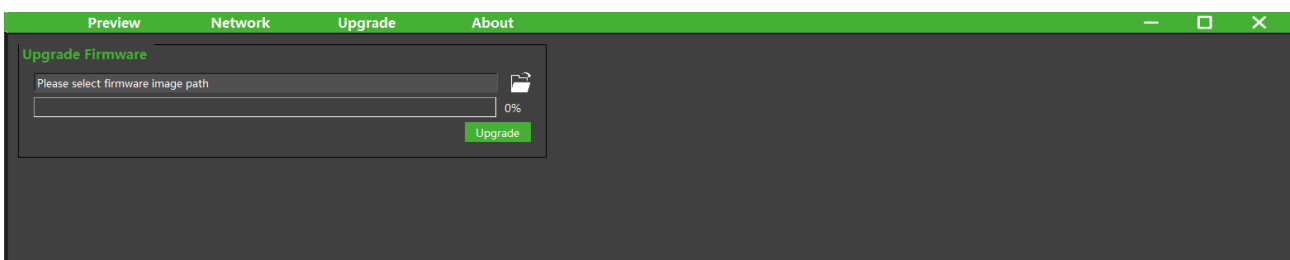 Preview Network Upgrade About
Upgrade Firmware
Please select firmware image path
0%
Upgrade